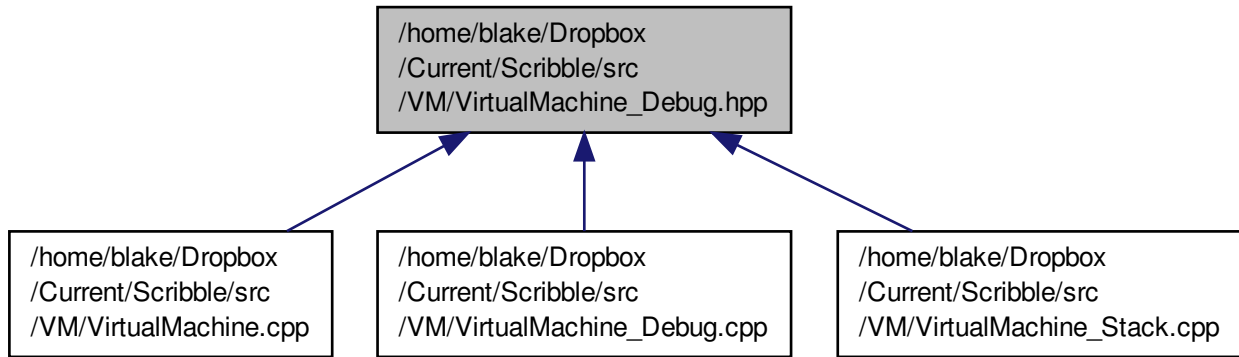 /home/blake/Dropbox
/Current/Scribble/src
/VM/VirtualMachine_Debug.hpp
/home/blake/Dropbox
/Current/Scribble/src
/VM/VirtualMachine.cpp
/home/blake/Dropbox
/Current/Scribble/src
/VM/VirtualMachine_Debug.cpp
/home/blake/Dropbox
/Current/Scribble/src
/VM/VirtualMachine_Stack.cpp